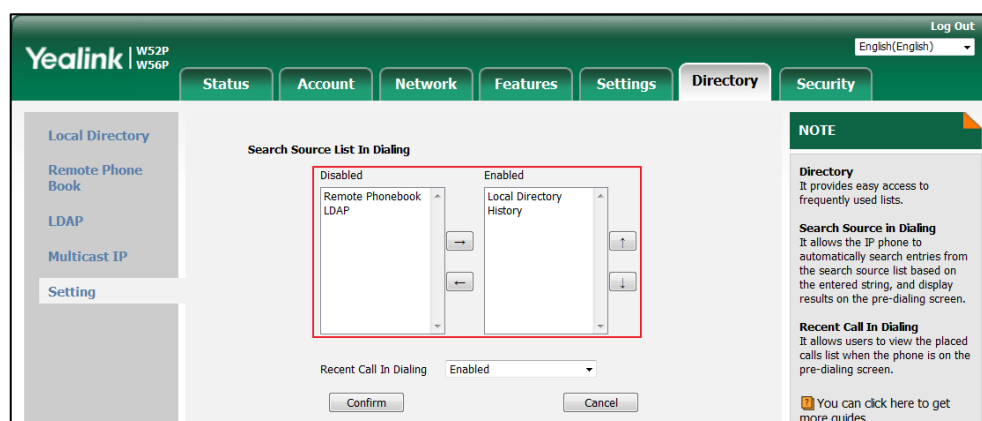 Log Out
Yealink | W52P
W56P
English(English)
Status
Account
Network
Features
Settings
Directory
Security
Local Directory
Remote Phone
Book
LDAP
Multicast IP
Setting
Search Source List In Dialing
Disabled
Enabled
Remote Phonebook
LDAP
Local Directory
History
→
←
↑
↓
Recent Call In Dialing
Enabled
Confirm
Cancel
NOTE
Directory
It provides easy access to
frequently used lists.
Search Source in Dialing
It allows the IP phone to
automatically search entries from
the search source list based on
the entered string, and display
results on the pre-dialing screen.
Recent Call In Dialing
It allows users to view the placed
calls list when the phone is on the
pre-dialing screen.
You can click here to get
more guides